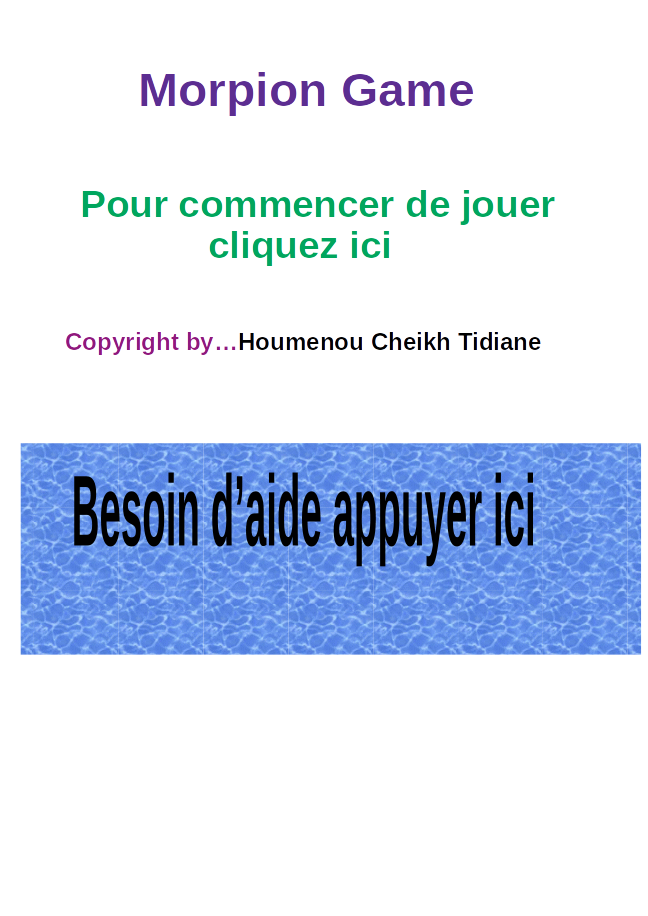 Morpion Game
Pour commencer de jouer
cliquez ici
Copyright by…Houmenou Cheikh Tidiane
Besoin d’aide appuyer ici